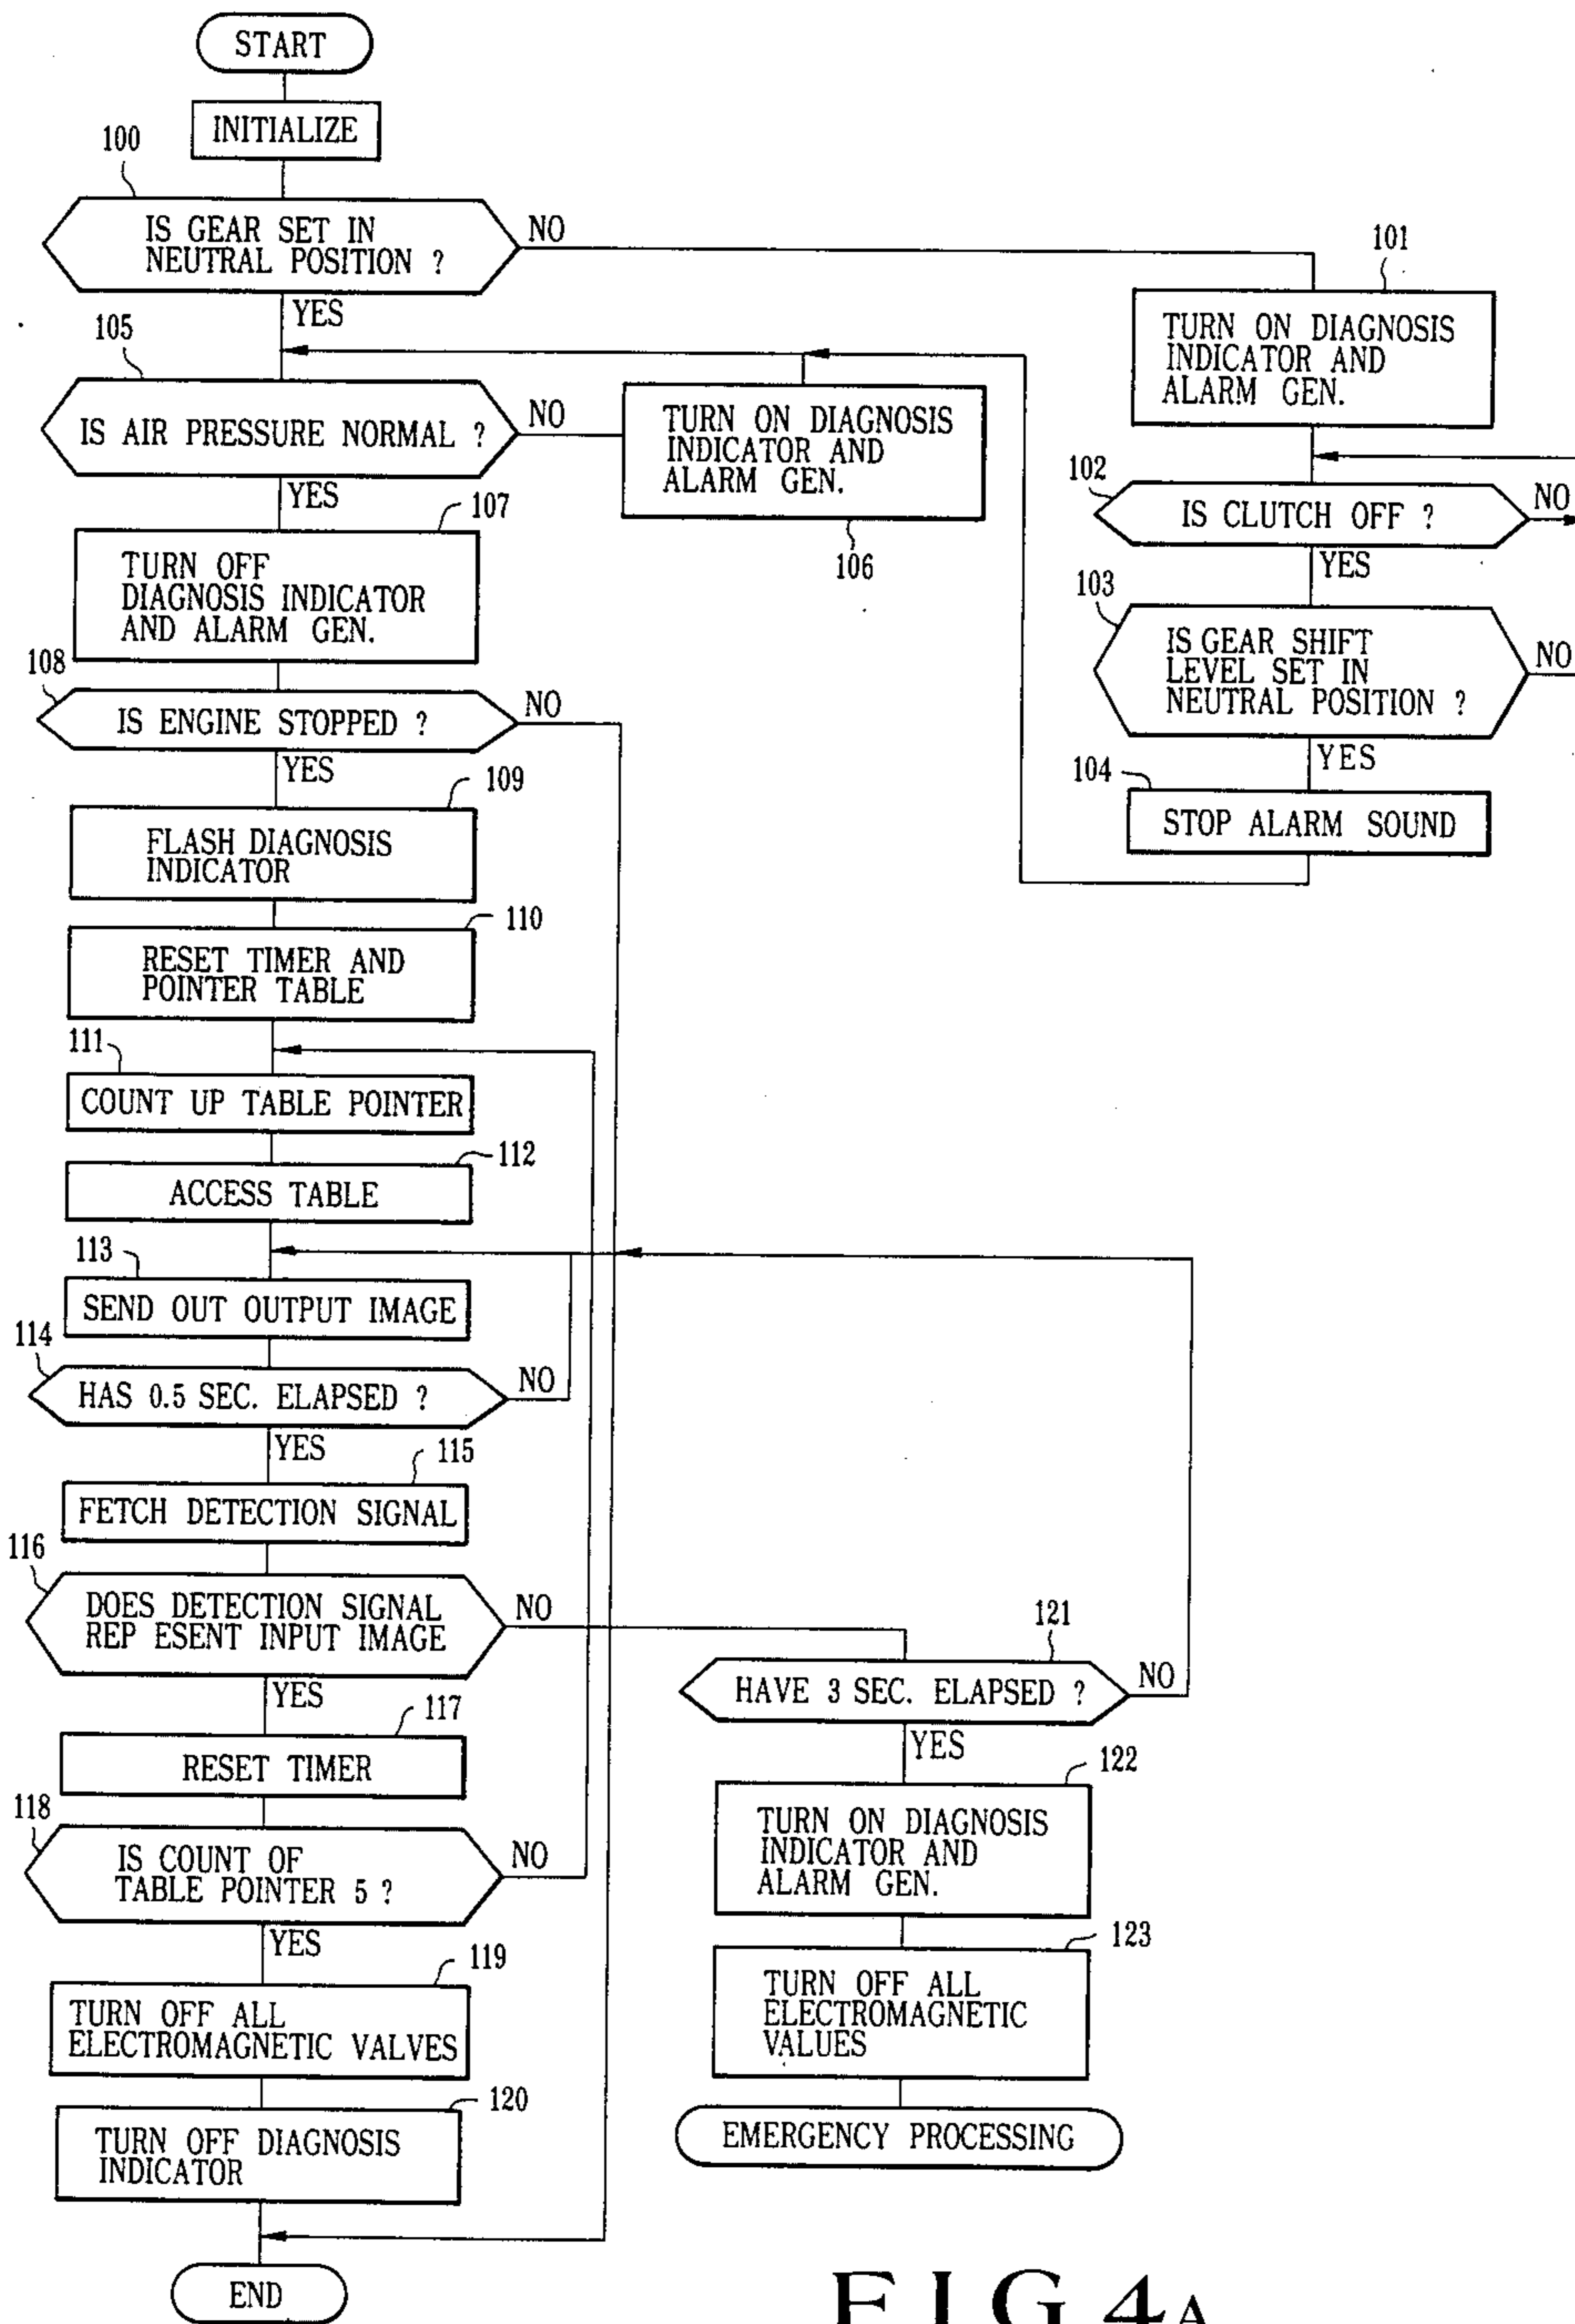 START
INITIALIZE
100
IS GEAR SET IN
NEUTRAL POSITION ?
NO
YES
101
TURN ON DIAGNOSIS
INDICATOR AND
ALARM GEN.
102
IS CLUTCH OFF ?
NO
YES
103
IS GEAR SHIFT
LEVEL SET IN
NEUTRAL POSITION ?
NO
YES
104
STOP ALARM SOUND
105
IS AIR PRESSURE NORMAL ?
NO
YES
TURN ON DIAGNOSIS
INDICATOR AND
ALARM GEN.
106
107
TURN OFF
DIAGNOSIS INDICATOR
AND ALARM GEN.
108
IS ENGINE STOPPED ?
NO
YES
109
FLASH DIAGNOSIS
INDICATOR
110
RESET TIMER AND
POINTER TABLE
111
COUNT UP TABLE POINTER
112
ACCESS TABLE
113
SEND OUT OUTPUT IMAGE
114
HAS 0.5 SEC. ELAPSED ?
NO
YES
115
FETCH DETECTION SIGNAL
116
DOES DETECTION SIGNAL
REP ESENT INPUT IMAGE
NO
YES
117
RESET TIMER
118
IS COUNT OF
TABLE POINTER 5 ?
NO
YES
119
TURN OFF ALL
ELECTROMAGNETIC VALVES
120
TURN OFF DIAGNOSIS
INDICATOR
END
121
HAVE 3 SEC. ELAPSED ?
NO
YES
122
TURN ON DIAGNOSIS
INDICATOR AND
ALARM GEN.
123
TURN OFF ALL
ELECTROMAGNETIC
VALUES
EMERGENCY PROCESSING
FIG.4A